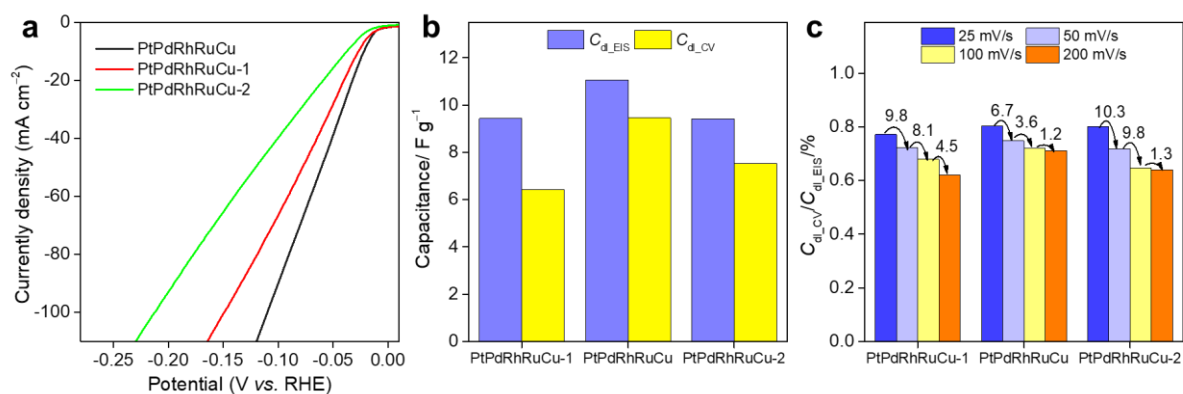 a
PtPdRhRuCu
PtPdRhRuCu-1
PtPdRhRuCu-2
Currently density (mA cm⁻²)
0
-20
-40
-60
-80
-100
-0.25 -0.20 -0.15 -0.10 -0.05 0.00
Potential (V vs. RHE)
b
C_dl_EIS C_dl_CV
Capacitance/ F g⁻¹
12
10
8
6
4
2
0
PtPdRhRuCu-1 PtPdRhRuCu PtPdRhRuCu-2
c
25 mV/s 50 mV/s
100 mV/s 200 mV/s
C_dl_CV/C_dl_EIS/%
1.0
0.8
0.6
0.4
0.2
0.0
9.8 8.1 4.5
6.7 3.6 1.2
10.3 9.8 1.3
PtPdRhRuCu-1 PtPdRhRuCu PtPdRhRuCu-2